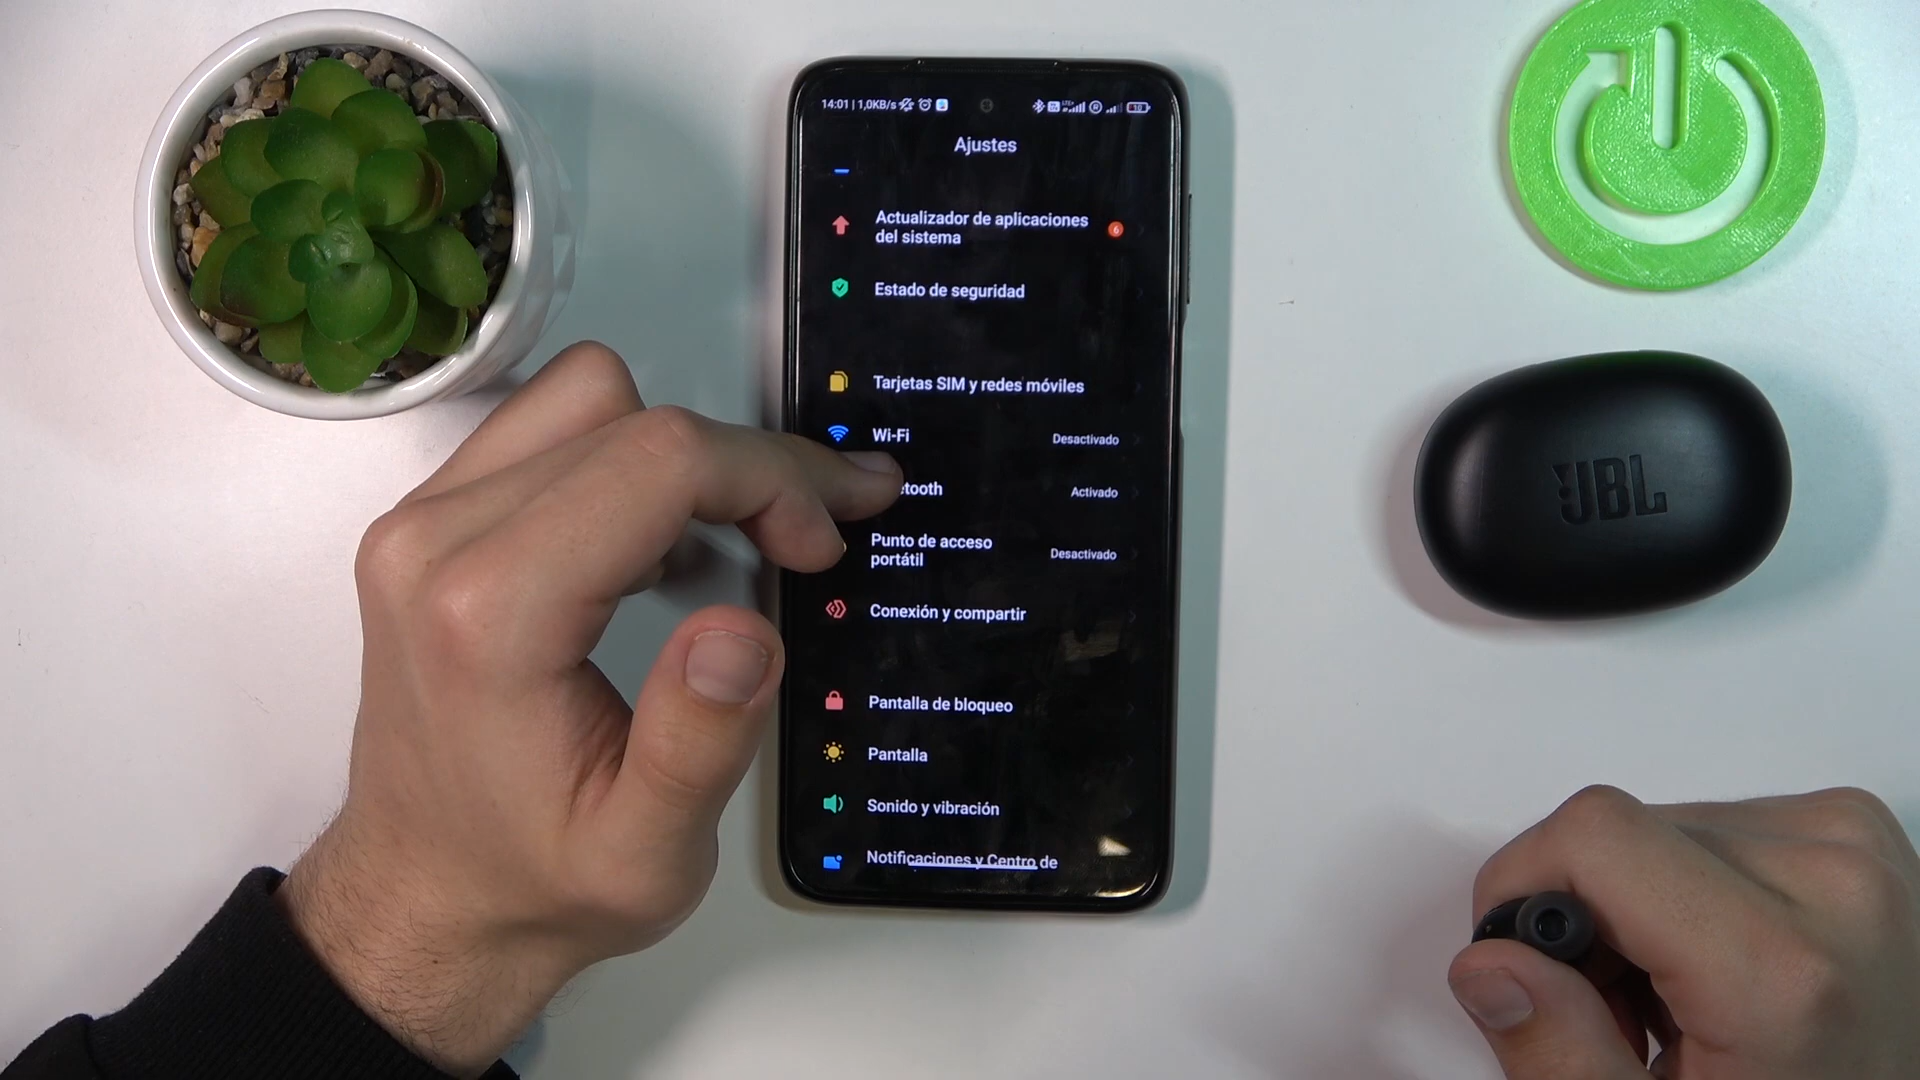 14:01 | 1,0KB/s
10
Ajustes
Actualizador de aplicaciones
del sistema
6
Estado de seguridad
Tarjetas SIM y redes móviles
Wi-Fi
Desactivado
etooth
Activado
Punto de acceso
portátil
Desactivado
Conexión y compartir
Pantalla de bloqueo
Pantalla
Sonido y vibración
Notificaciones y Centro de
JBL